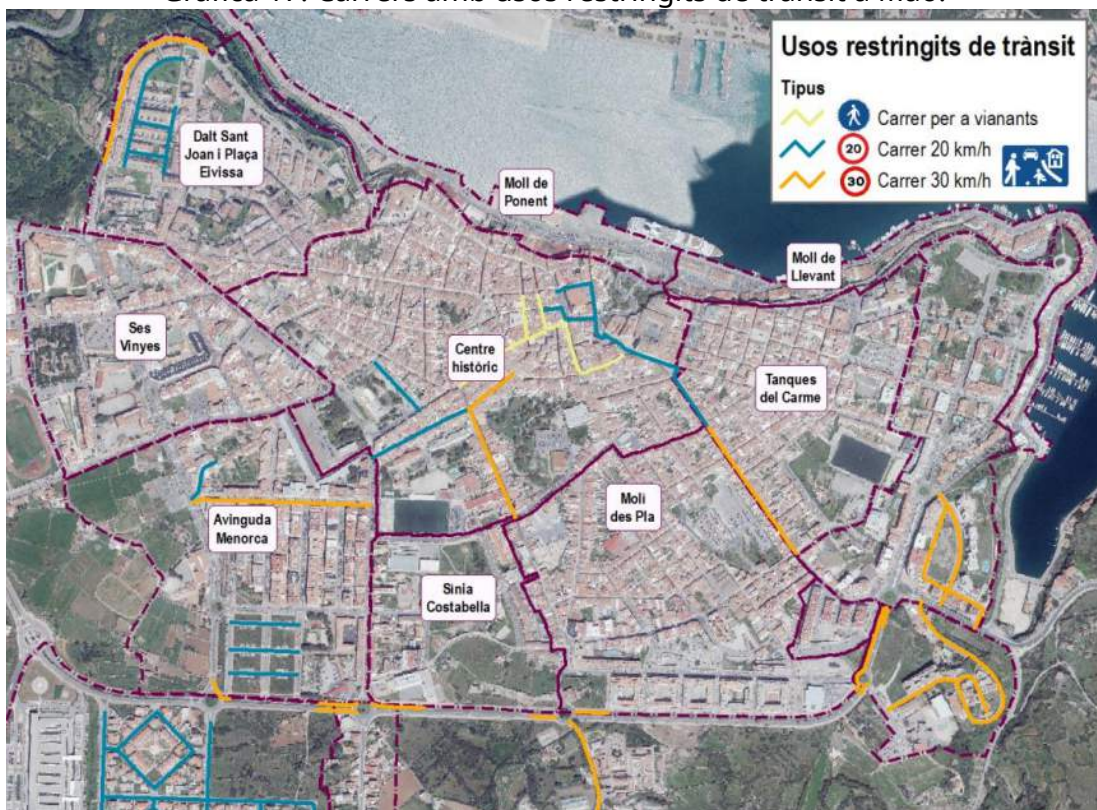 Usos restringits de trànsit
Tipus
Carrer per a vianants
20 Carrer 20 km/h
30 Carrer 30 km/h
Dalt Sant
Joan i Plaça
Eivissa
Moll de
Ponent
Moll de
Llevant
Ses
Vinyes
Centre
històric
Tanques
del Carme
Molí
des Pla
Avinguda
Menorca
Sínia
Costabella